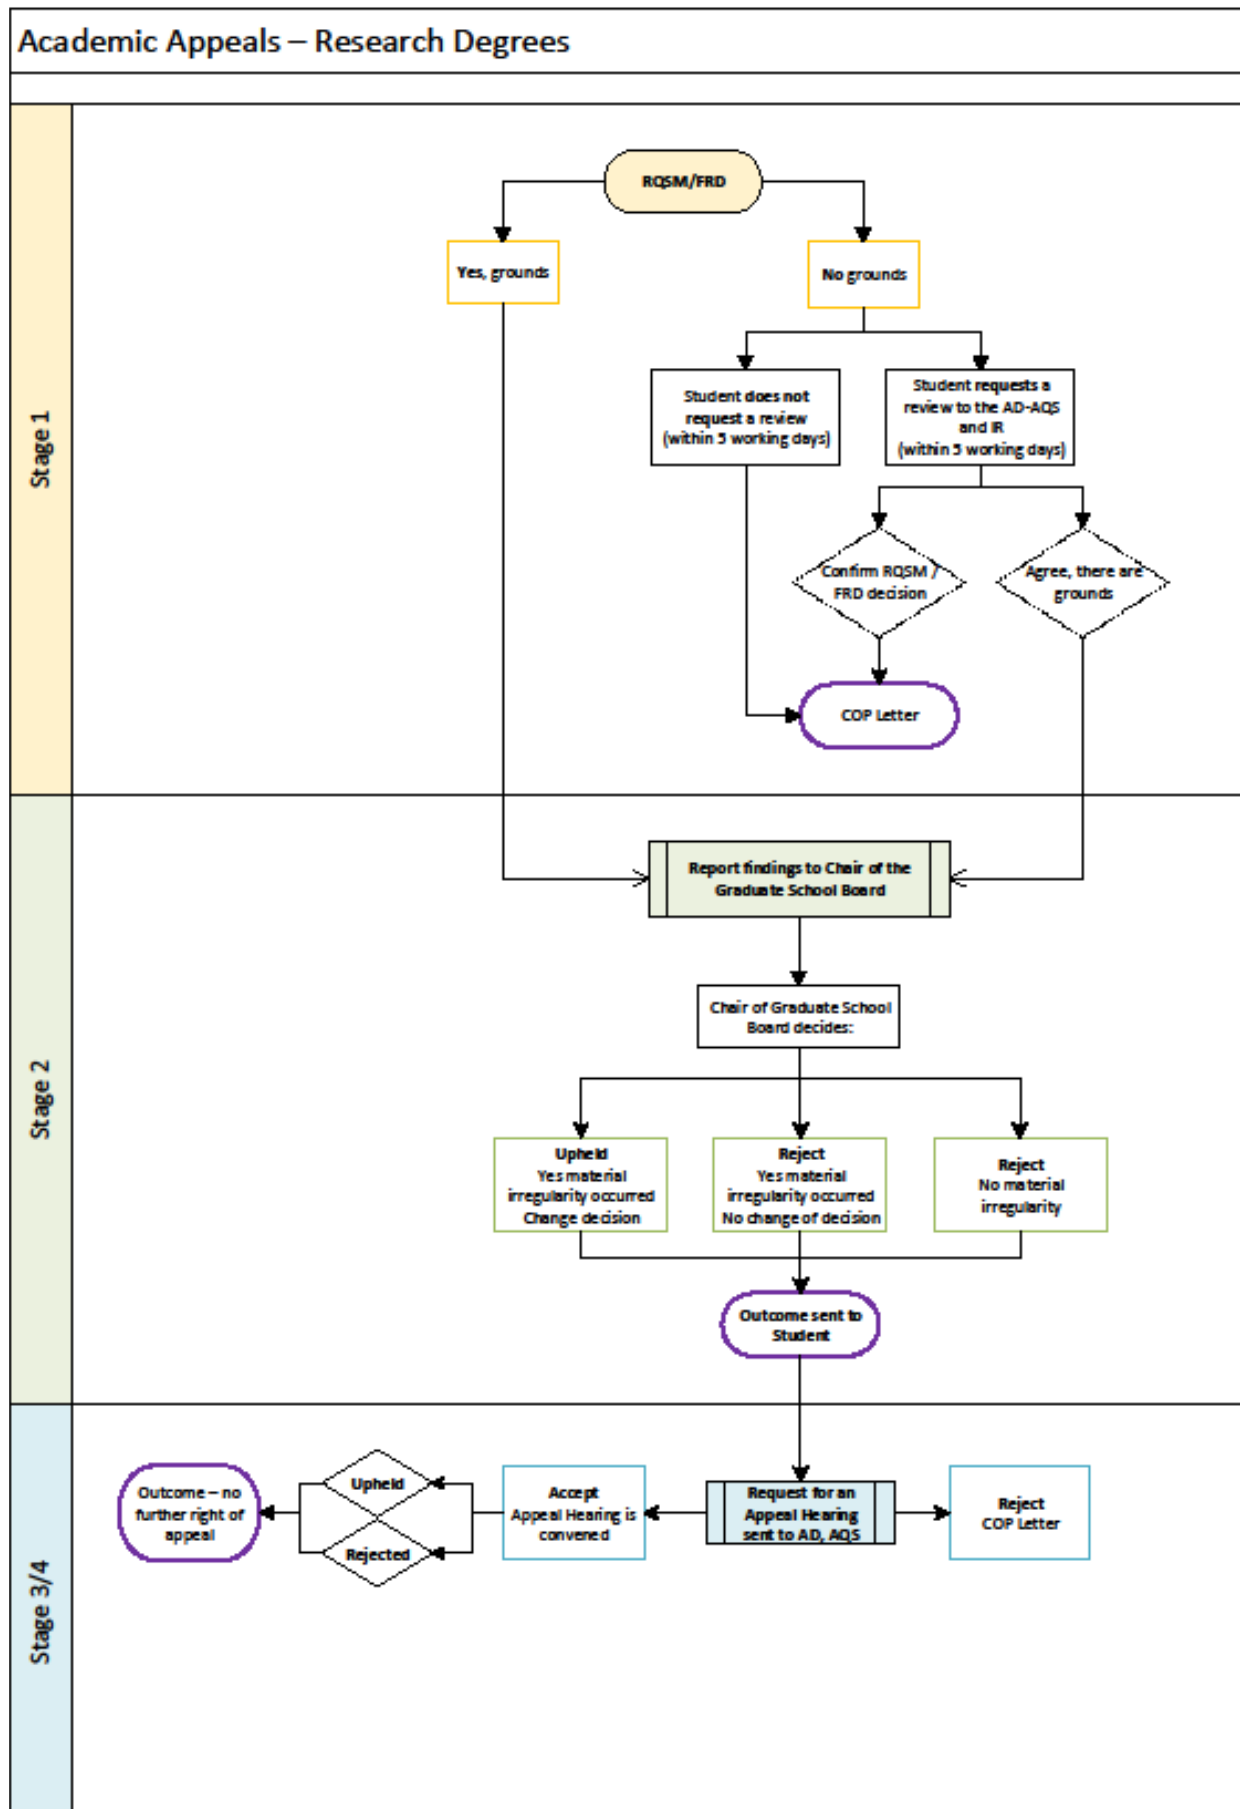 Academic Appeals – Research Degrees
Stage 1
RQSM/FRD
Yes, grounds
No grounds
Student does not
request a review
(within 5 working days)
Student requests a
review to the AD-AQS
and IR
(within 5 working days)
Confirm RQSM /
FRD decision
Agree, there are
grounds
COP Letter
Stage 2
Report findings to Chair of the
Graduate School Board
Chair of Graduate School
Board decides:
Upheld
Yes material
irregularity occurred
Change decision
Reject
Yes material
irregularity occurred
No change of decision
Reject
No material
irregularity
Outcome sent to
Student
Stage 3/4
Outcome – no
further right of
appeal
Upheld
Rejected
Accept
Appeal Hearing is
convened
Request for an
Appeal Hearing
sent to AD, AQS
Reject
COP Letter